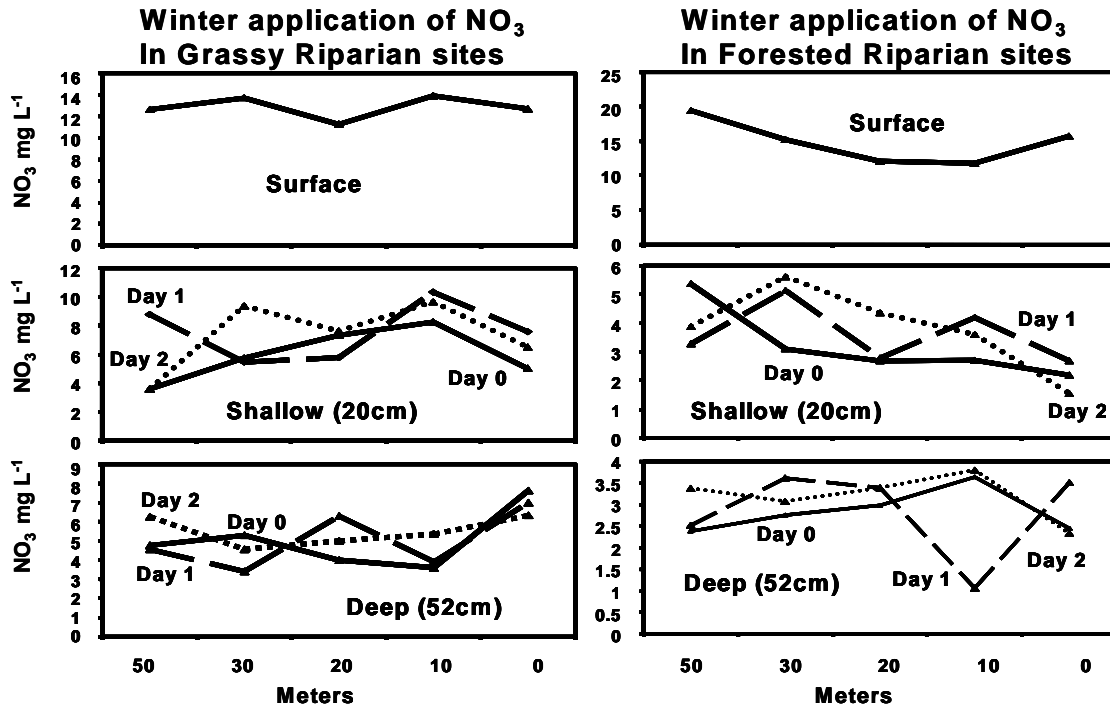 Winter application of NO₃
In Grassy Riparian sites
16
14
12
10
8
6
4
2
0
NO₃ mg L⁻¹
Surface
12
10
8
6
4
2
0
NO₃ mg L⁻¹
Day 1
Day 2
Day 0
Shallow (20cm)
9
8
7
6
5
4
3
2
1
0
NO₃ mg L⁻¹
Day 2
Day 0
Day 1
Deep (52cm)
50 30 20 10 0
Meters
Winter application of NO₃
In Forested Riparian sites
25
20
15
10
5
0
Surface
6
5
4
3
2
1
0
Day 1
Day 0
Shallow (20cm)
Day 2
4
3.5
3
2.5
2
1.5
1
0.5
0
Day 0
Day 2
Day 1
Deep (52cm)
50 30 20 10 0
Meters